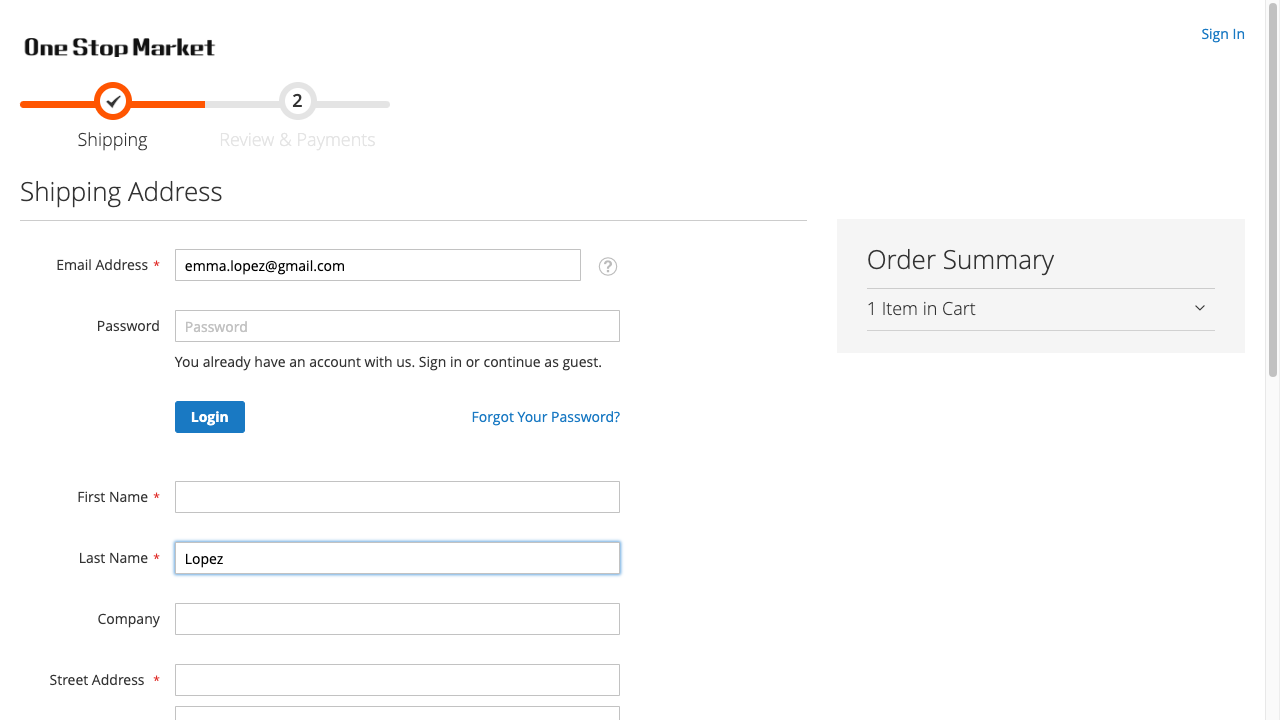 One Stop Market
Sign In
2
Shipping
Review & Payments
Shipping Address
Email Address *
emma.lopez@gmail.com
?
Password
Password
You already have an account with us. Sign in or continue as guest.
Login
Forgot Your Password?
First Name *
Last Name *
Lopez
Company
Street Address *
Order Summary
1 Item in Cart